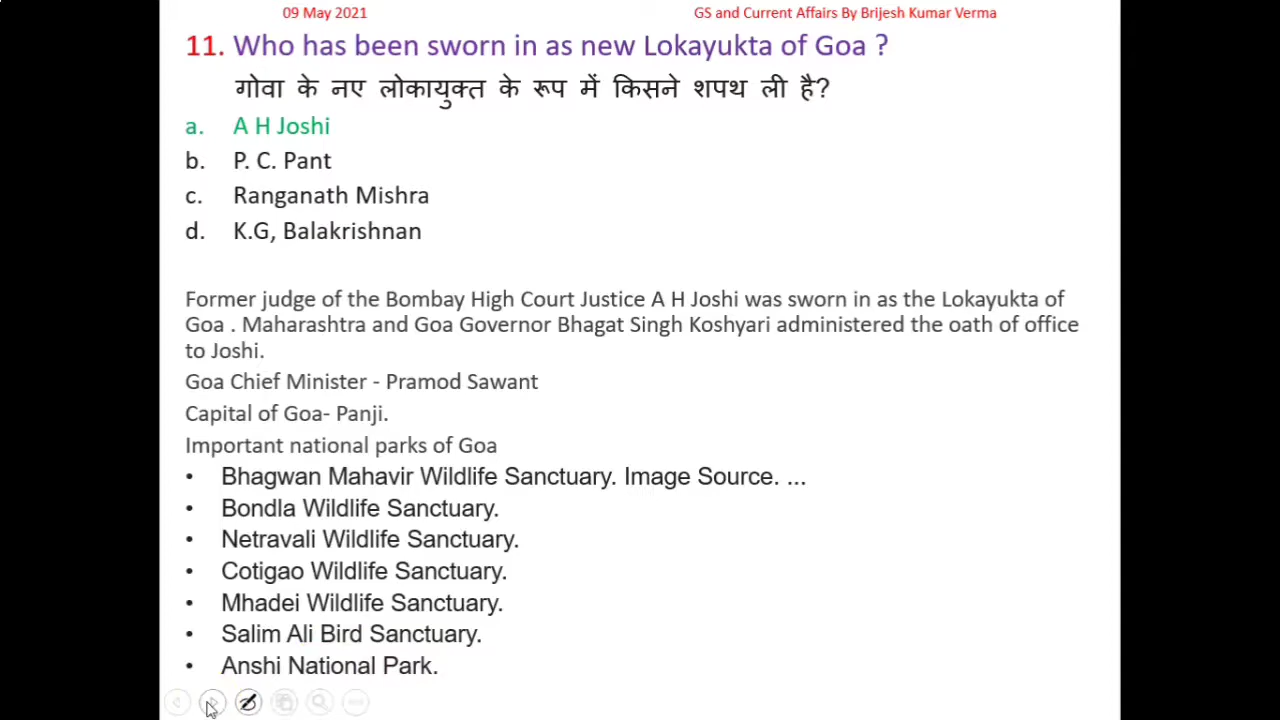 09 May 2021 GS and Current Affairs By Brijesh Kumar Verma
11. Who has been sworn in as new Lokayukta of Goa ?
गोवा के नए लोकायुक्त के रूप में किसने शपथ ली है?
a. A H Joshi
b. P. C. Pant
c. Ranganath Mishra
d. K.G, Balakrishnan
Former judge of the Bombay High Court Justice A H Joshi was sworn in as the Lokayukta of
Goa . Maharashtra and Goa Governor Bhagat Singh Koshyari administered the oath of office
to Joshi.
Goa Chief Minister - Pramod Sawant
Capital of Goa- Panji.
Important national parks of Goa
• Bhagwan Mahavir Wildlife Sanctuary. Image Source. ...
• Bondla Wildlife Sanctuary.
• Netravali Wildlife Sanctuary.
• Cotigao Wildlife Sanctuary.
• Mhadei Wildlife Sanctuary.
• Salim Ali Bird Sanctuary.
• Anshi National Park.